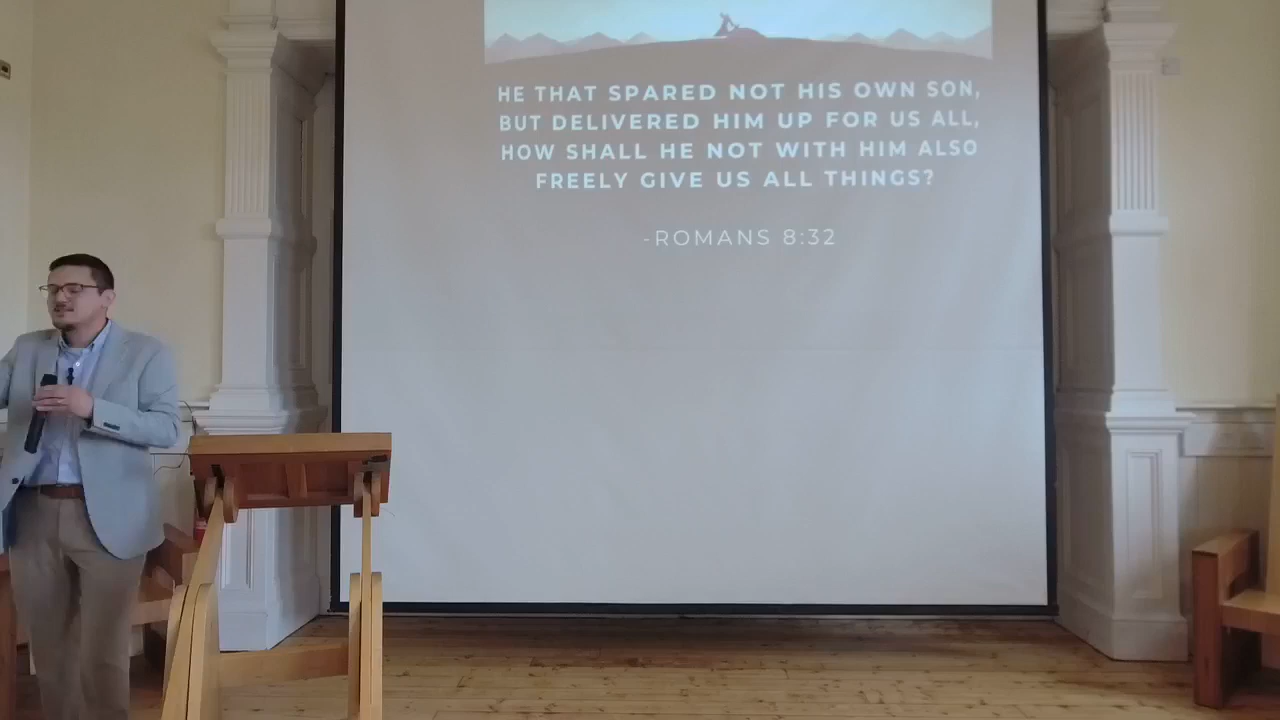 HE THAT SPARED NOT HIS OWN SON,
BUT DELIVERED HIM UP FOR US ALL,
HOW SHALL HE NOT WITH HIM ALSO
FREELY GIVE US ALL THINGS?
-ROMANS 8:32